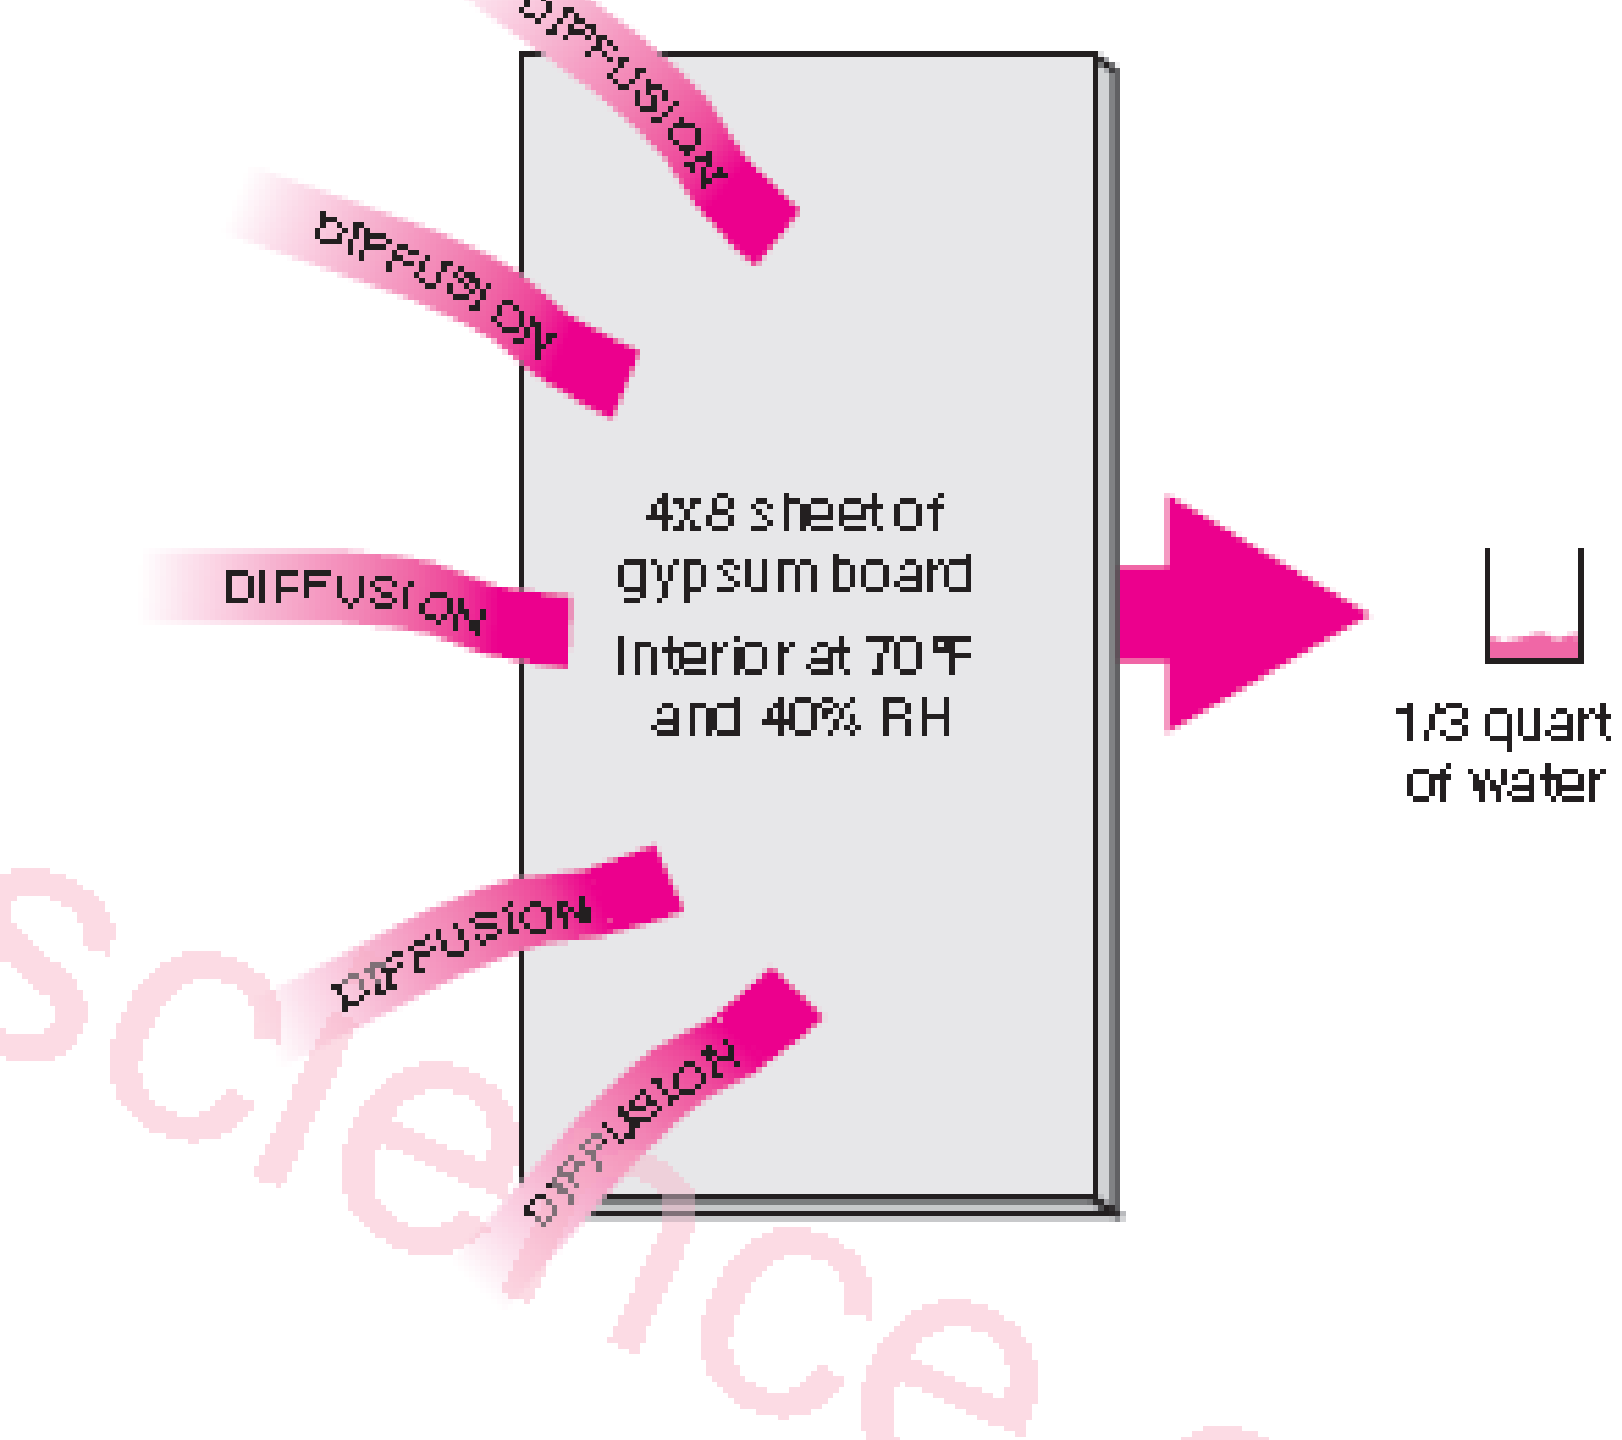 DIFFUSION
DIFFUSION
4x8 sheet of
gypsum board
DIFFUSION
Interior at 70°F
and 40% RH
1/3 quart
of water
DIFFUSION
DIFFUSION
science